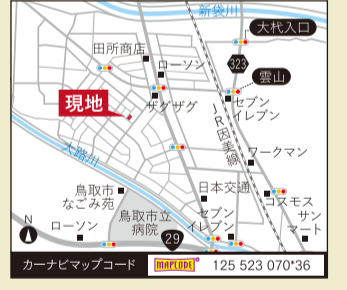 新袋川
大杙入口
田所商店
323
ローソン
雲山
現地
ザグザグ
セブン
イレブン
JR因美線
大路川
ワークマン
鳥取市
なごみ苑
日本交通
コスモス
鳥取市立
病院
セブン
イレブン
サン
マート
N
ローソン
29
カーナビマップコード MAPCODE 125 523 070*36